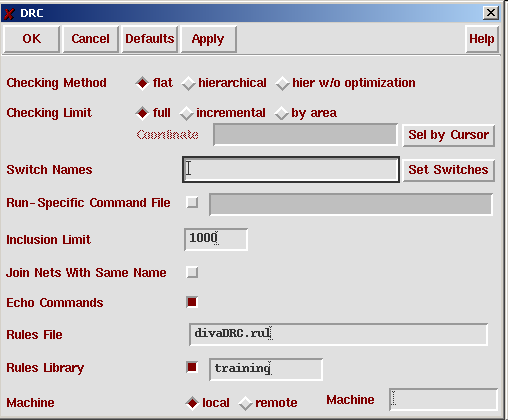 DRC
OK Cancel Defaults Apply Help
Checking Method flat hierarchical hier w/o optimization
Checking Limit full incremental by area
Coordinate Sel by Cursor
Switch Names Set Switches
Run-Specific Command File
Inclusion Limit 1000
Join Nets With Same Name
Echo Commands
Rules File divaDRC.rul
Rules Library training
Machine local remote Machine